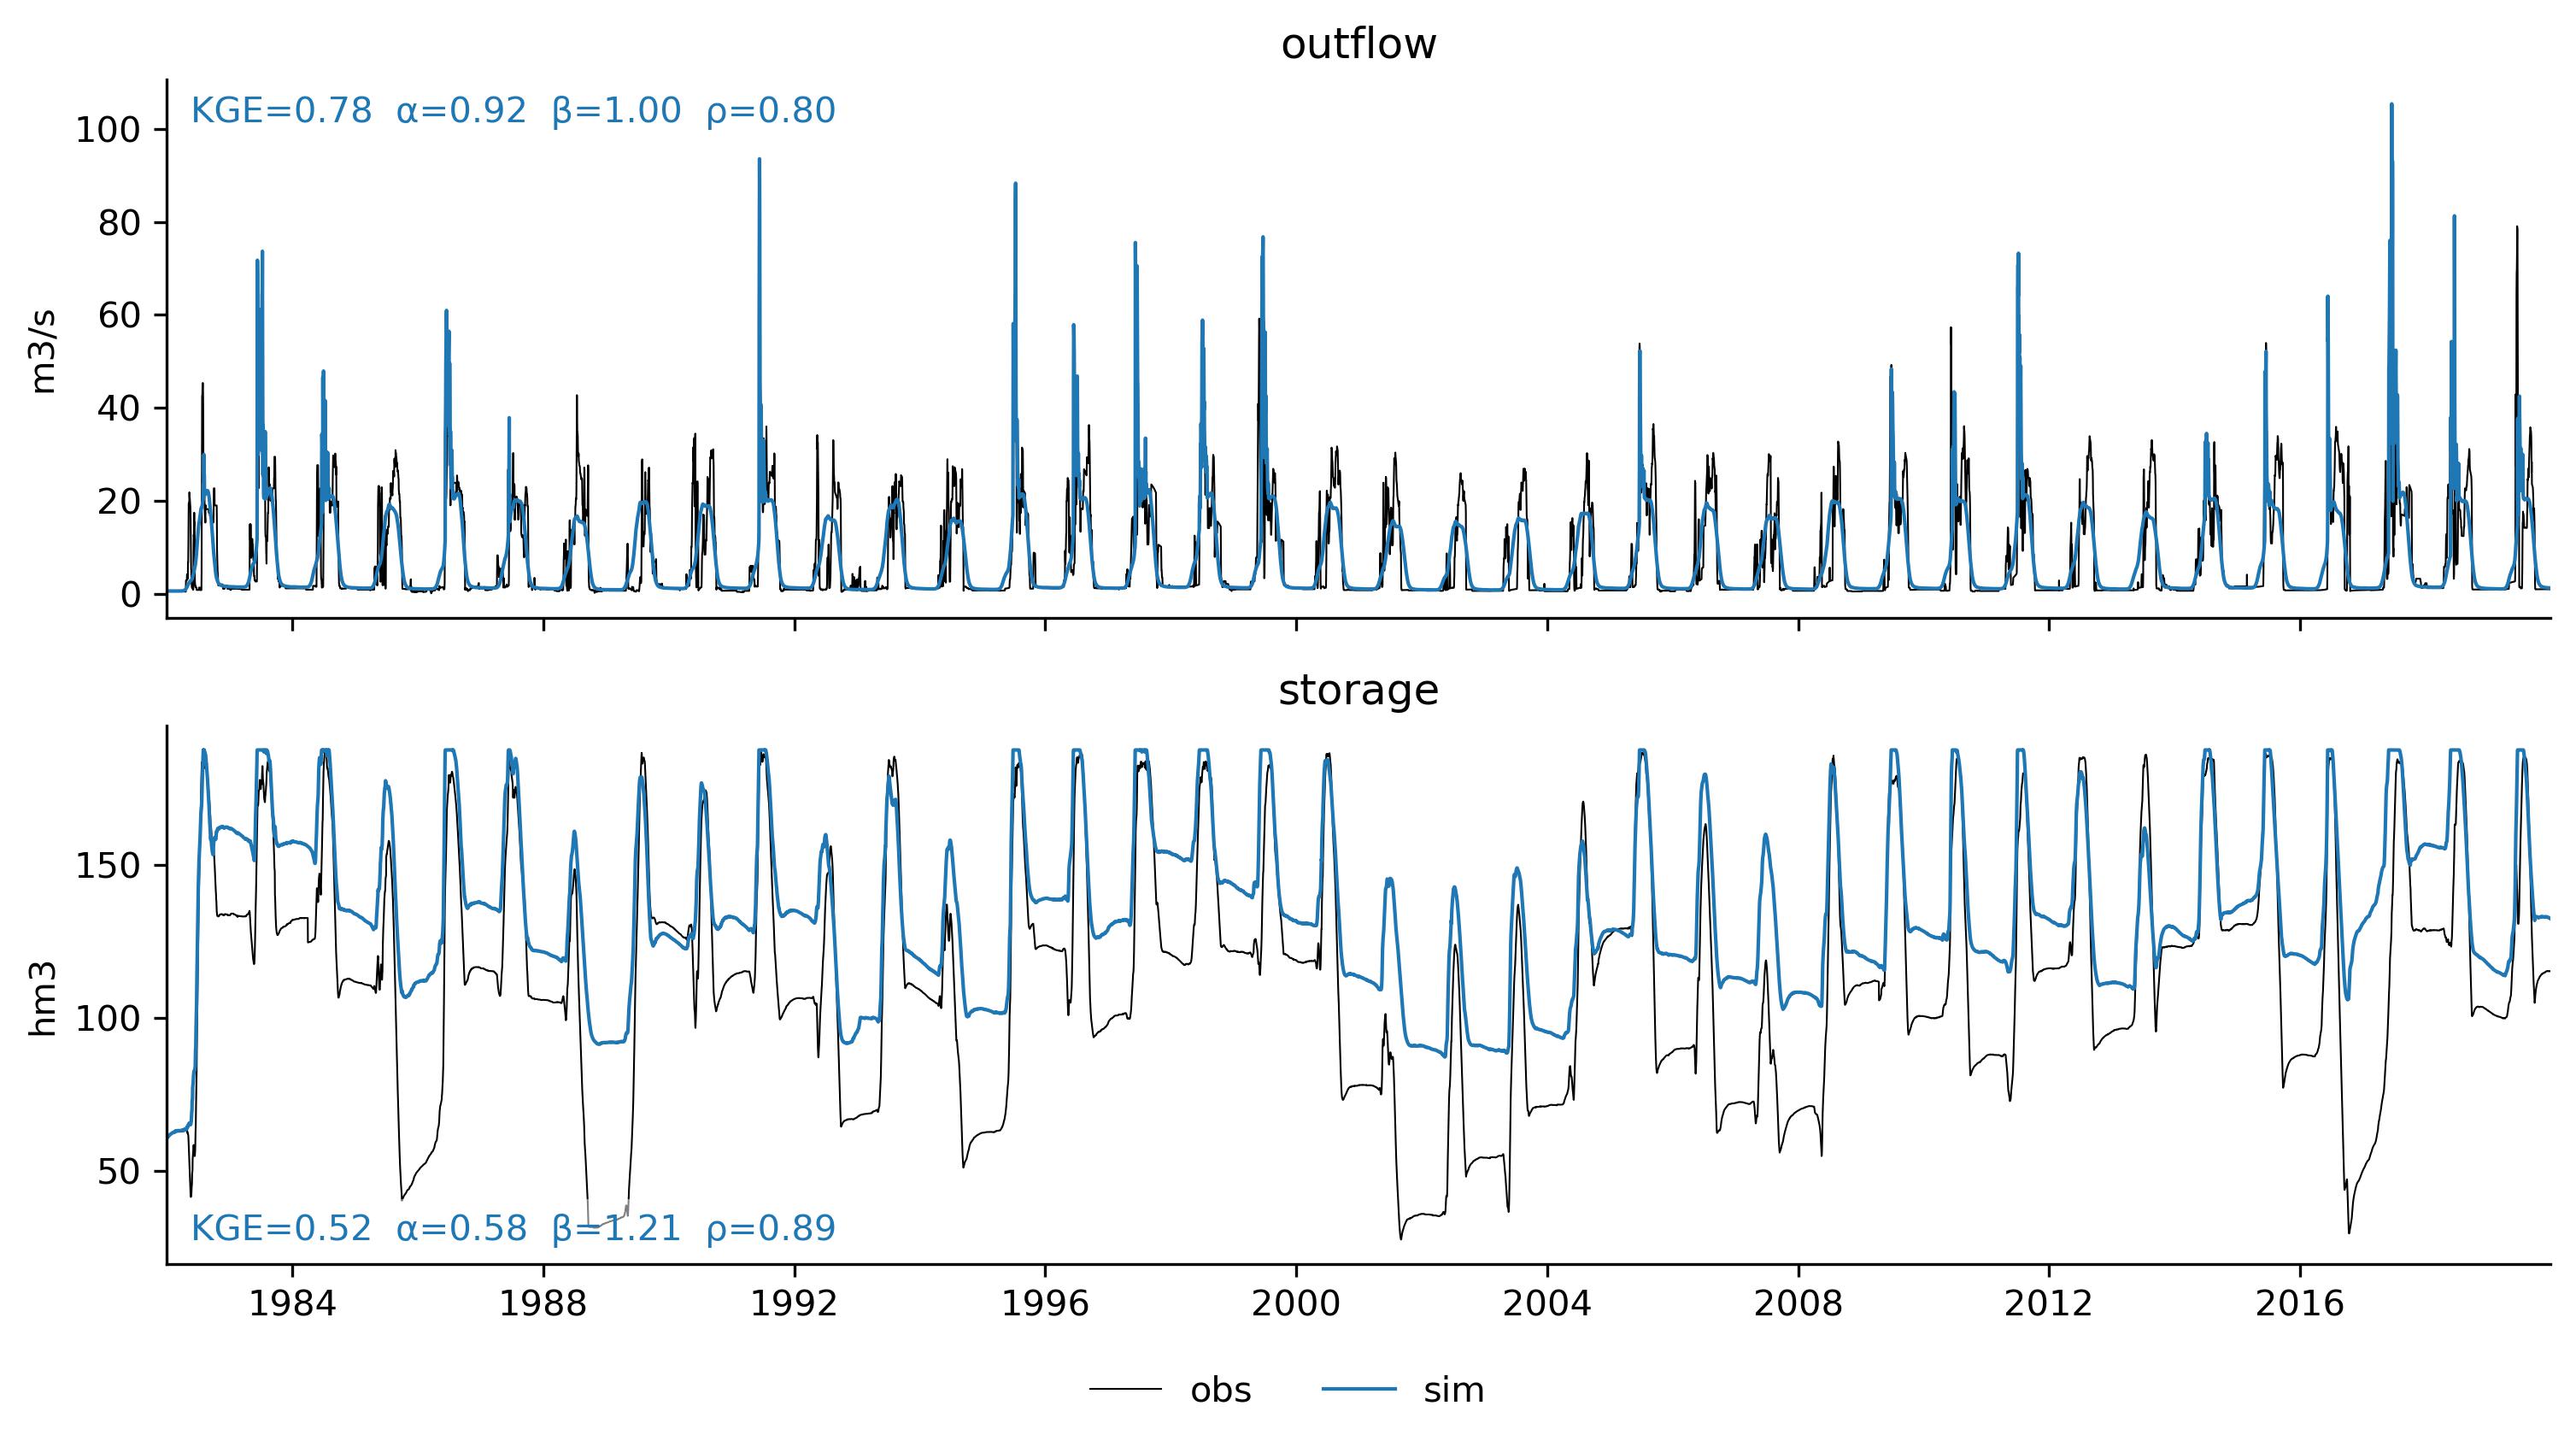 outflow
KGE=0.78 α=0.92 β=1.00 ρ=0.80
100
80
60
40
20
0
m3/s
storage
150
100
50
hm3
KGE=0.52 α=0.58 β=1.21 ρ=0.89
1984 1988 1992 1996 2000 2004 2008 2012 2016
obs sim